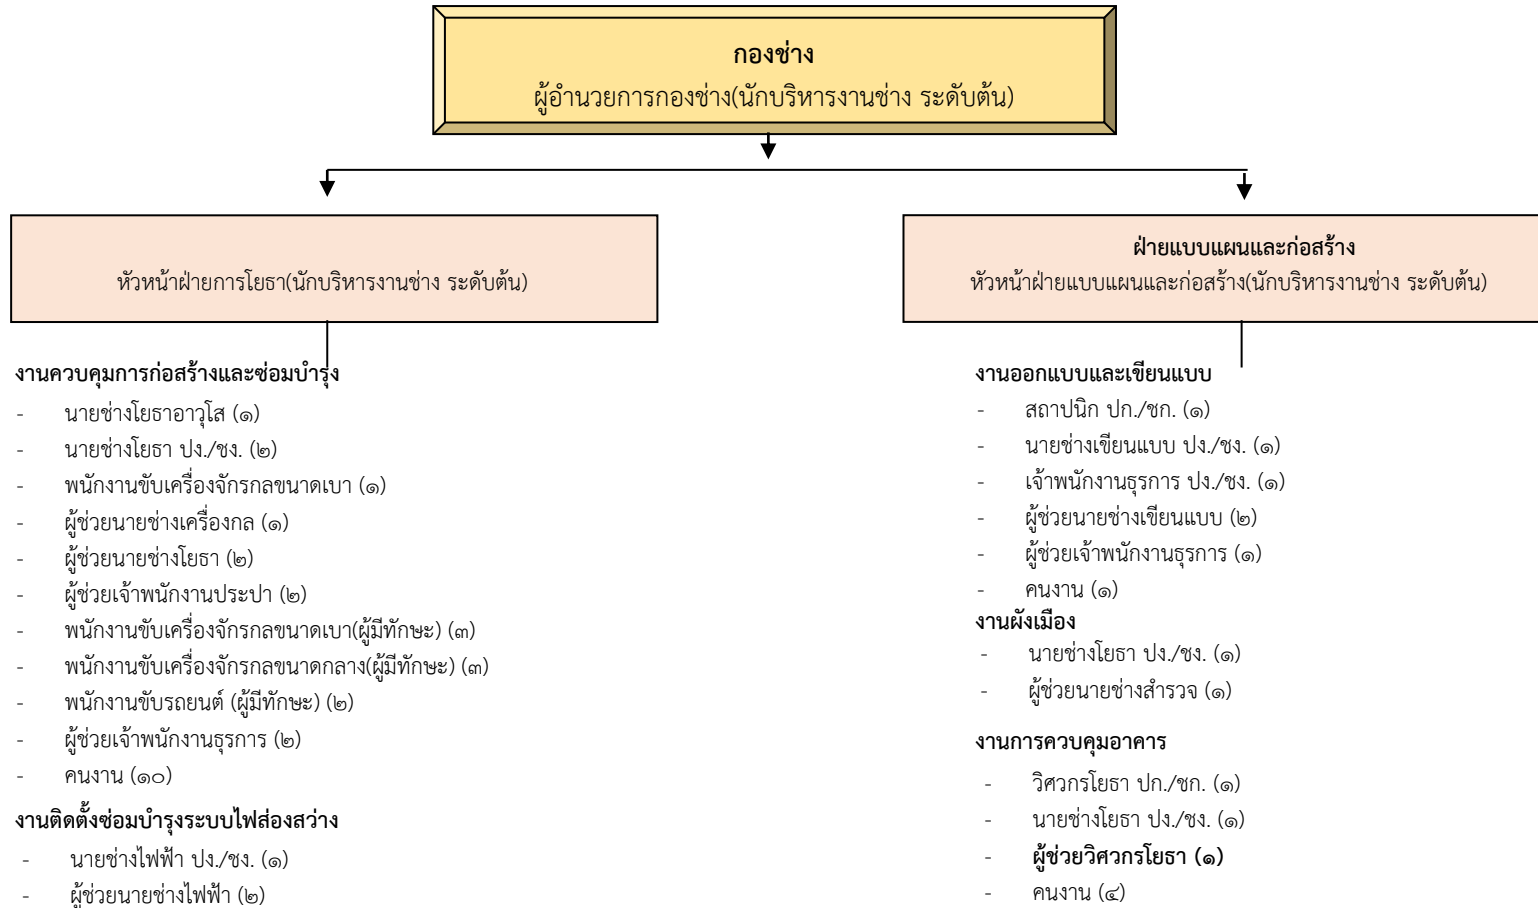 กองช่าง
ผู้อำนวยการกองช่าง(นักบริหารงานช่าง ระดับต้น)
หัวหน้าฝ่ายการโยธา(นักบริหารงานช่าง ระดับต้น)
งานควบคุมการก่อสร้างและซ่อมบำรุง
- นายช่างโยธาอาวุโส (๑)
- นายช่างโยธา ปง./ชง. (๒)
- พนักงานขับเครื่องจักรกลขนาดเบา (๑)
- ผู้ช่วยนายช่างเครื่องกล (๑)
- ผู้ช่วยนายช่างโยธา (๒)
- ผู้ช่วยเจ้าพนักงานประปา (๒)
- พนักงานขับเครื่องจักรกลขนาดเบา(ผู้มีทักษะ) (๓)
- พนักงานขับเครื่องจักรกลขนาดกลาง(ผู้มีทักษะ) (๓)
- พนักงานขับรถยนต์ (ผู้มีทักษะ) (๒)
- ผู้ช่วยเจ้าพนักงานธุรการ (๒)
- คนงาน (๑๐)
งานติดตั้งซ่อมบำรุงระบบไฟส่องสว่าง
- นายช่างไฟฟ้า ปง./ชง. (๑)
- ผู้ช่วยนายช่างไฟฟ้า (๒)
ฝ่ายแบบแผนและก่อสร้าง
หัวหน้าฝ่ายแบบแผนและก่อสร้าง(นักบริหารงานช่าง ระดับต้น)
งานออกแบบและเขียนแบบ
- สถาปนิก ปก./ชก. (๑)
- นายช่างเขียนแบบ ปง./ชง. (๑)
- เจ้าพนักงานธุรการ ปง./ชง. (๑)
- ผู้ช่วยนายช่างเขียนแบบ (๒)
- ผู้ช่วยเจ้าพนักงานธุรการ (๑)
- คนงาน (๑)
งานผังเมือง
- นายช่างโยธา ปง./ชง. (๑)
- ผู้ช่วยนายช่างสำรวจ (๑)
งานการควบคุมอาคาร
- วิศวกรโยธา ปก./ชก. (๑)
- นายช่างโยธา ปง./ชง. (๑)
- ผู้ช่วยวิศวกรโยธา (๑)
- คนงาน (๔)